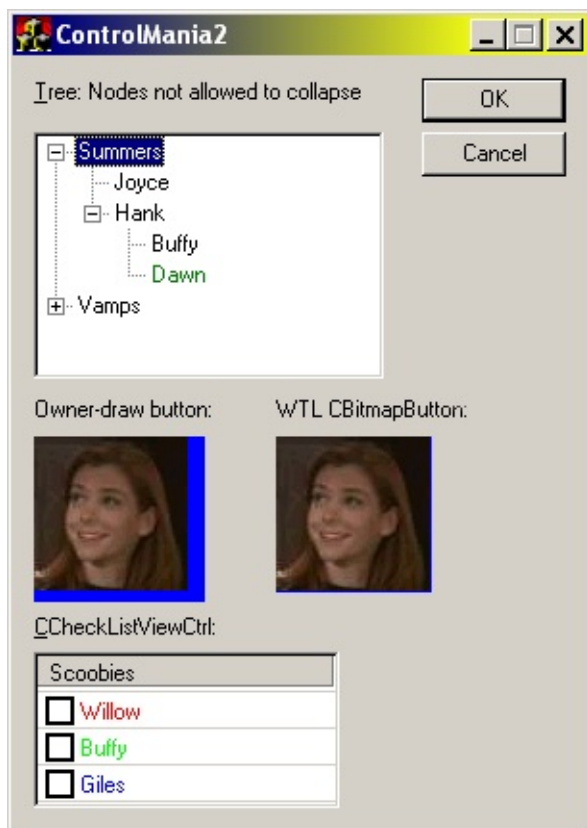 ControlMania2
Tree: Nodes not allowed to collapse
OK
Cancel
Summers
Joyce
Hank
Buffy
Dawn
Vamps
Owner-draw button:
WTL CBitmapButton:
CCheckListViewCtrl:
Scoobies
Willow
Buffy
Giles